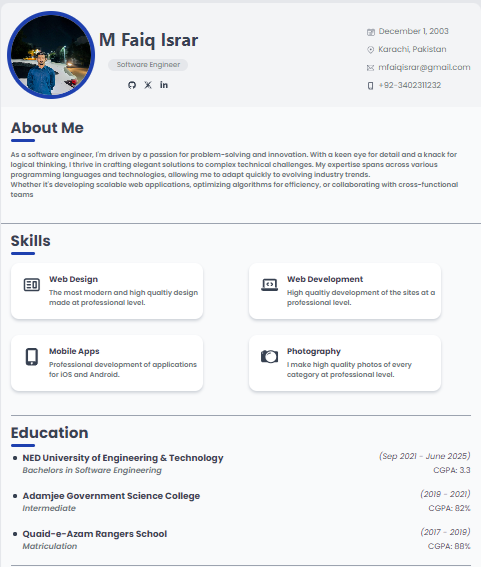 M Faiq Israr
Software Engineer
December 1, 2003
Karachi, Pakistan
mfaiqisrar@gmail.com
+92-3402311232
About Me
As a software engineer, I'm driven by a passion for problem-solving and innovation. With a keen eye for detail and a knack for
logical thinking, I thrive in crafting elegant solutions to complex technical challenges. My expertise spans across various
programming languages and technologies, allowing me to adapt quickly to evolving industry trends.
Whether it's developing scalable web applications, optimizing algorithms for efficiency, or collaborating with cross-functional
teams
Skills
Web Design
The most modern and high qualtiy design
made at professional level.
Web Development
High qualtiy development of the sites at a
professional level.
Mobile Apps
Professional development of applications
for iOS and Android.
Photography
I make high quality photos of every
category at professional level.
Education
NED University of Engineering & Technology
(Sep 2021 - June 2025)
Bachelors in Software Engineering
CGPA: 3.3
Adamjee Government Science College
(2019 - 2021)
Intermediate
CGPA: 82%
Quaid-e-Azam Rangers School
(2017 - 2019)
Matriculation
CGPA: 88%